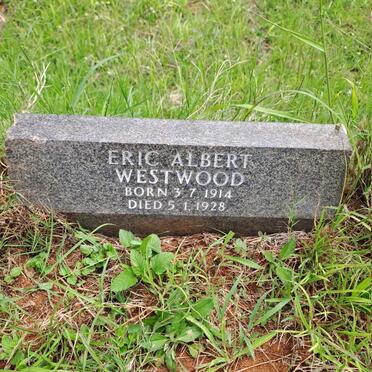 ERIC ALBERT
WESTWOOD
BORN 3.7.1914
DIED 5.1.1928